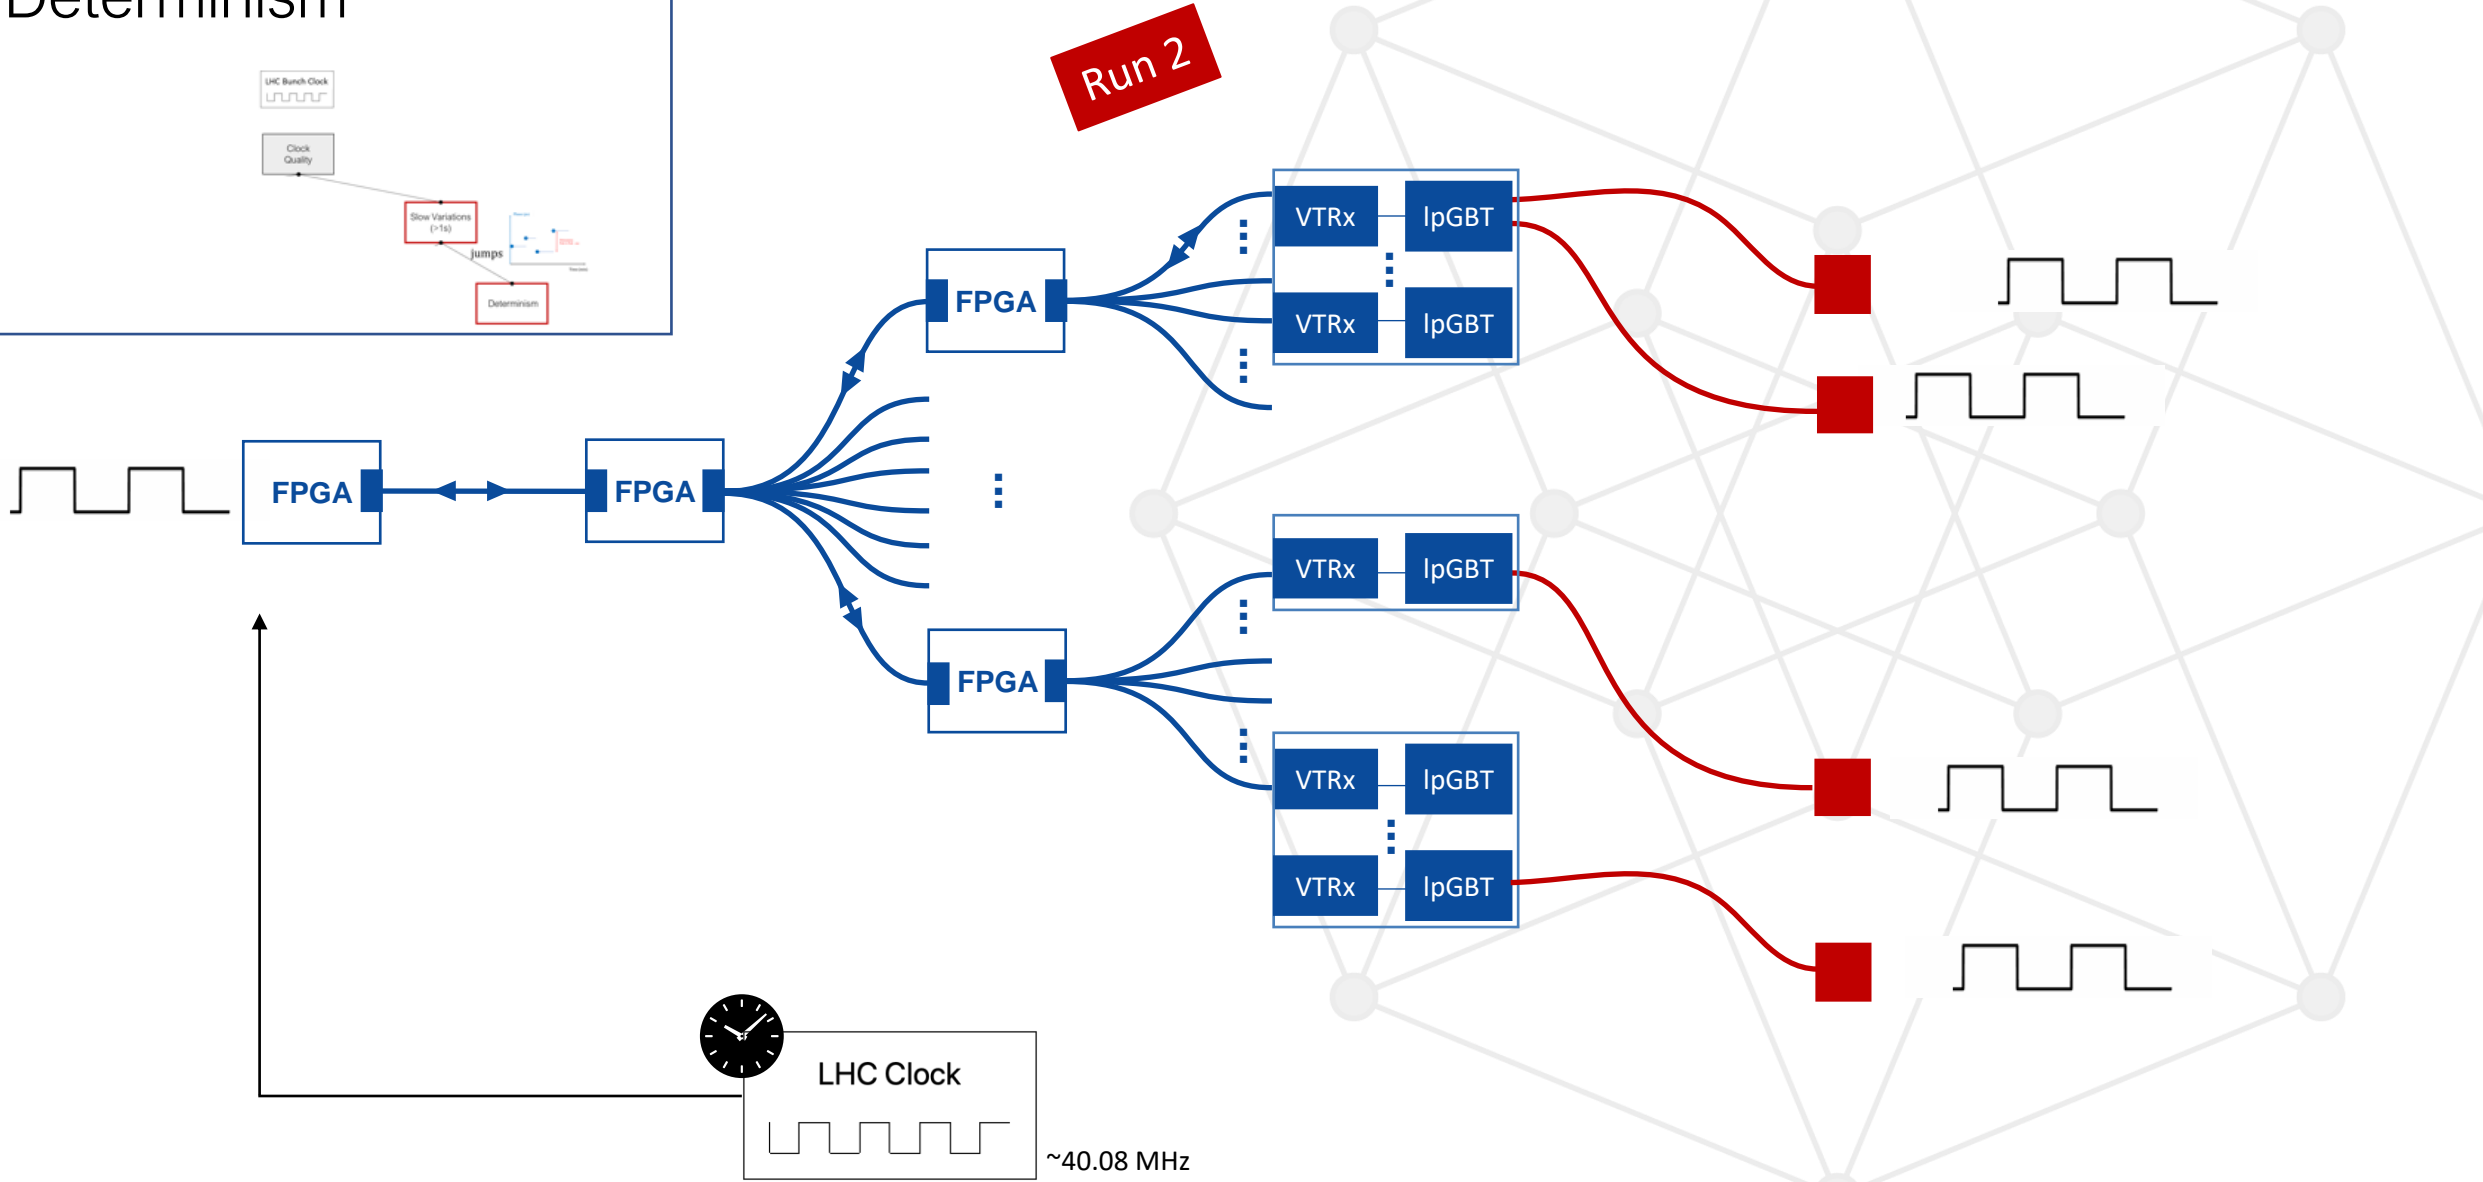 Determinism
LHC Bunch Clock
Clock
Quality
Slow Variations
(>1s)
jumps
Determinism
Run 2
VTRx
lpGBT
VTRx
lpGBT
FPGA
FPGA
FPGA
VTRx
lpGBT
FPGA
VTRx
lpGBT
VTRx
lpGBT
LHC Clock
~40.08 MHz